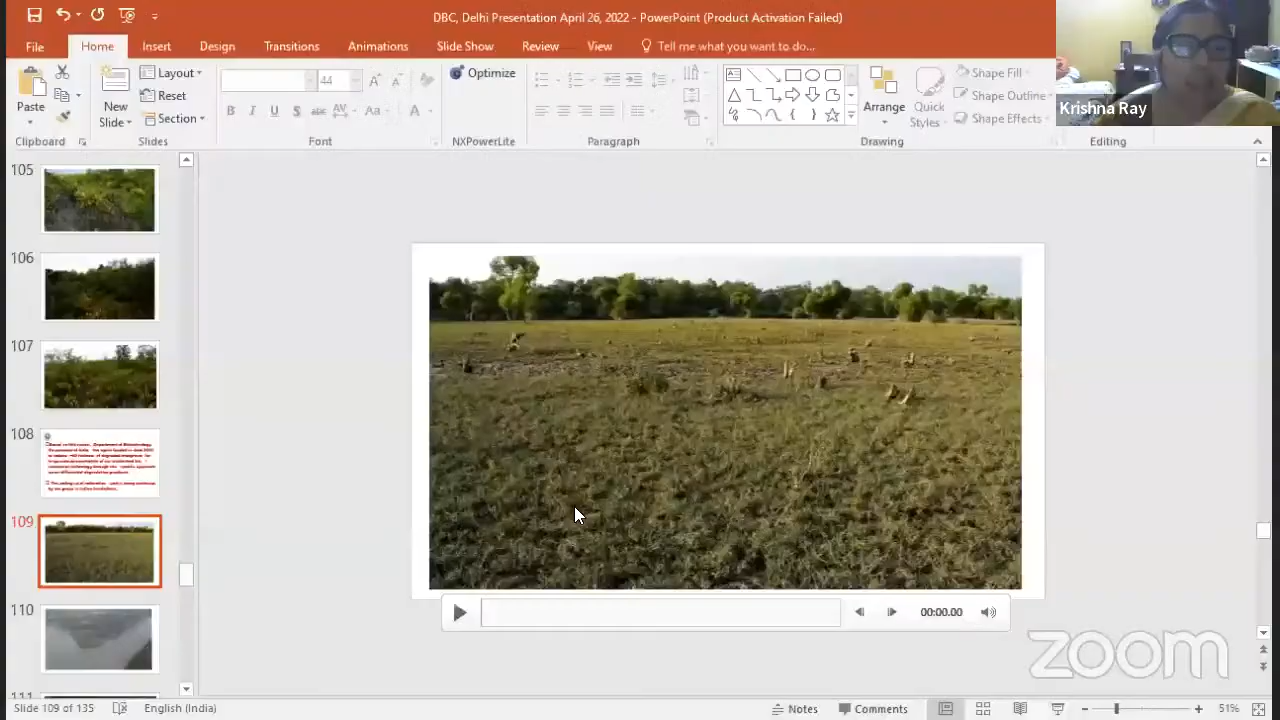 DBC, Delhi Presentation April 26, 2022 - PowerPoint (Product Activation Failed)
File Home Insert Design Transitions Animations Slide Show Review View Tell me what you want to do...
Paste
Clipboard
New
Slide
Layout
Reset
Section
Slides
44
B I U S abc AV Aa A
Font
Optimize
NXPowerLite
Paragraph
Arrange
Quick
Styles
Shape Fill
Shape Outline
Shape Effects
Drawing
Editing
Krishna Ray
105
106
107
108
109
110
00:00.00
zoom
Slide 109 of 135 English (India) Notes Comments 51%